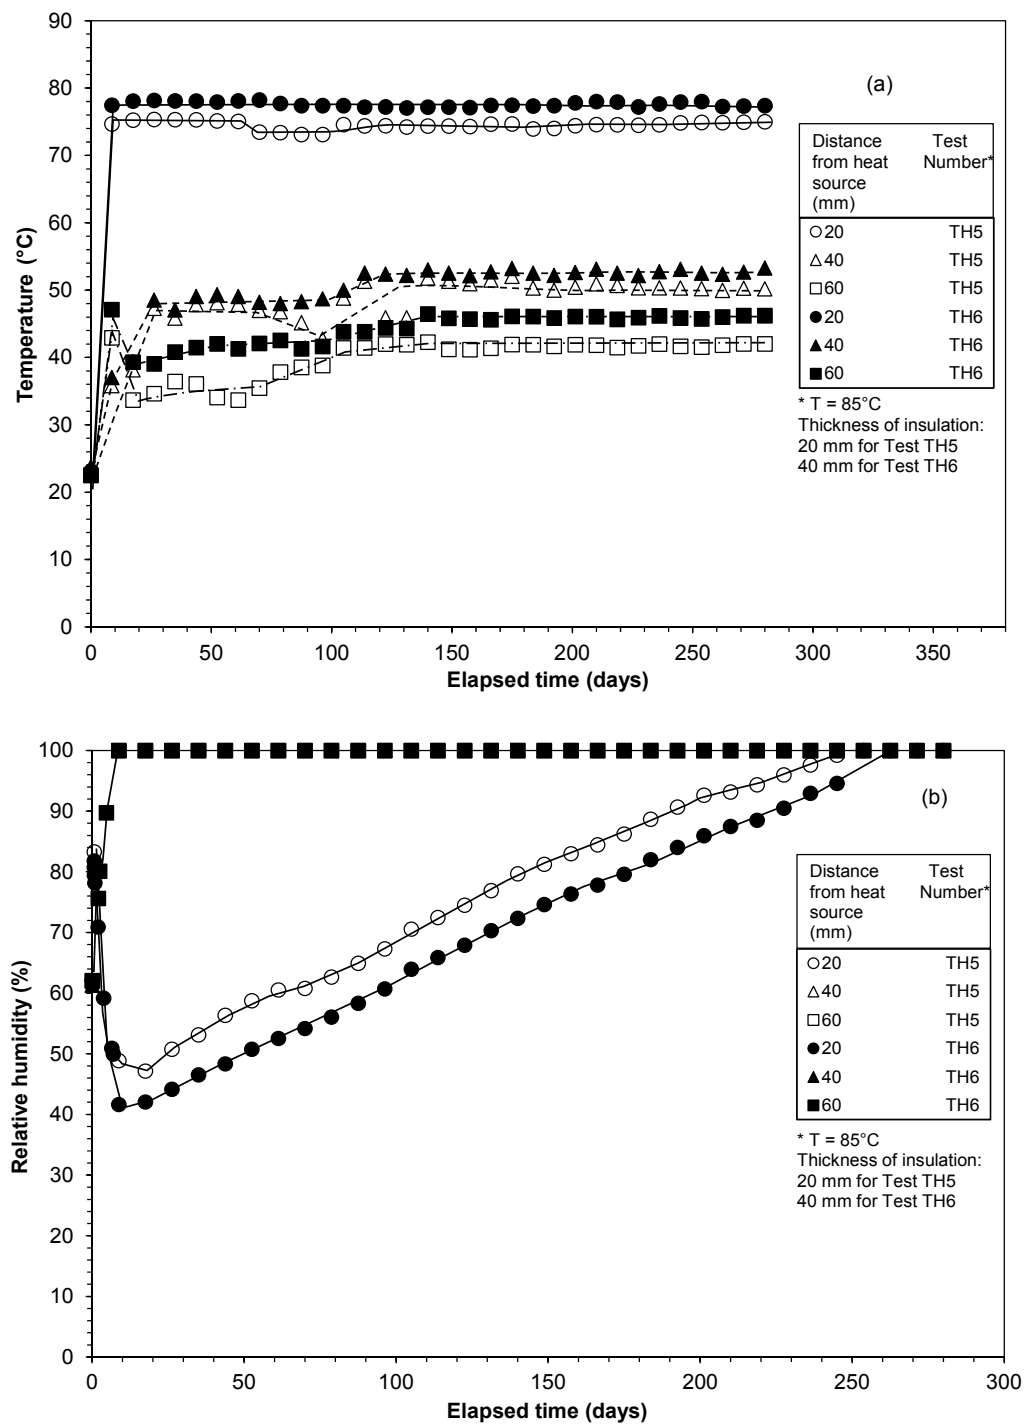 90
80
70
60
50
40
30
20
10
0
Temperature (°C)
(a)
Distance Test
from heat Number*
source
(mm)
20 TH5
40 TH5
60 TH5
20 TH6
40 TH6
60 TH6
* T = 85°C
Thickness of insulation:
20 mm for Test TH5
40 mm for Test TH6
0 50 100 150 200 250 300 350
Elapsed time (days)
100
90
80
70
60
50
40
30
20
10
0
Relative humidity (%)
(b)
Distance Test
from heat Number*
source
(mm)
20 TH5
40 TH5
60 TH5
20 TH6
40 TH6
60 TH6
* T = 85°C
Thickness of insulation:
20 mm for Test TH5
40 mm for Test TH6
0 50 100 150 200 250 300
Elapsed time (days)